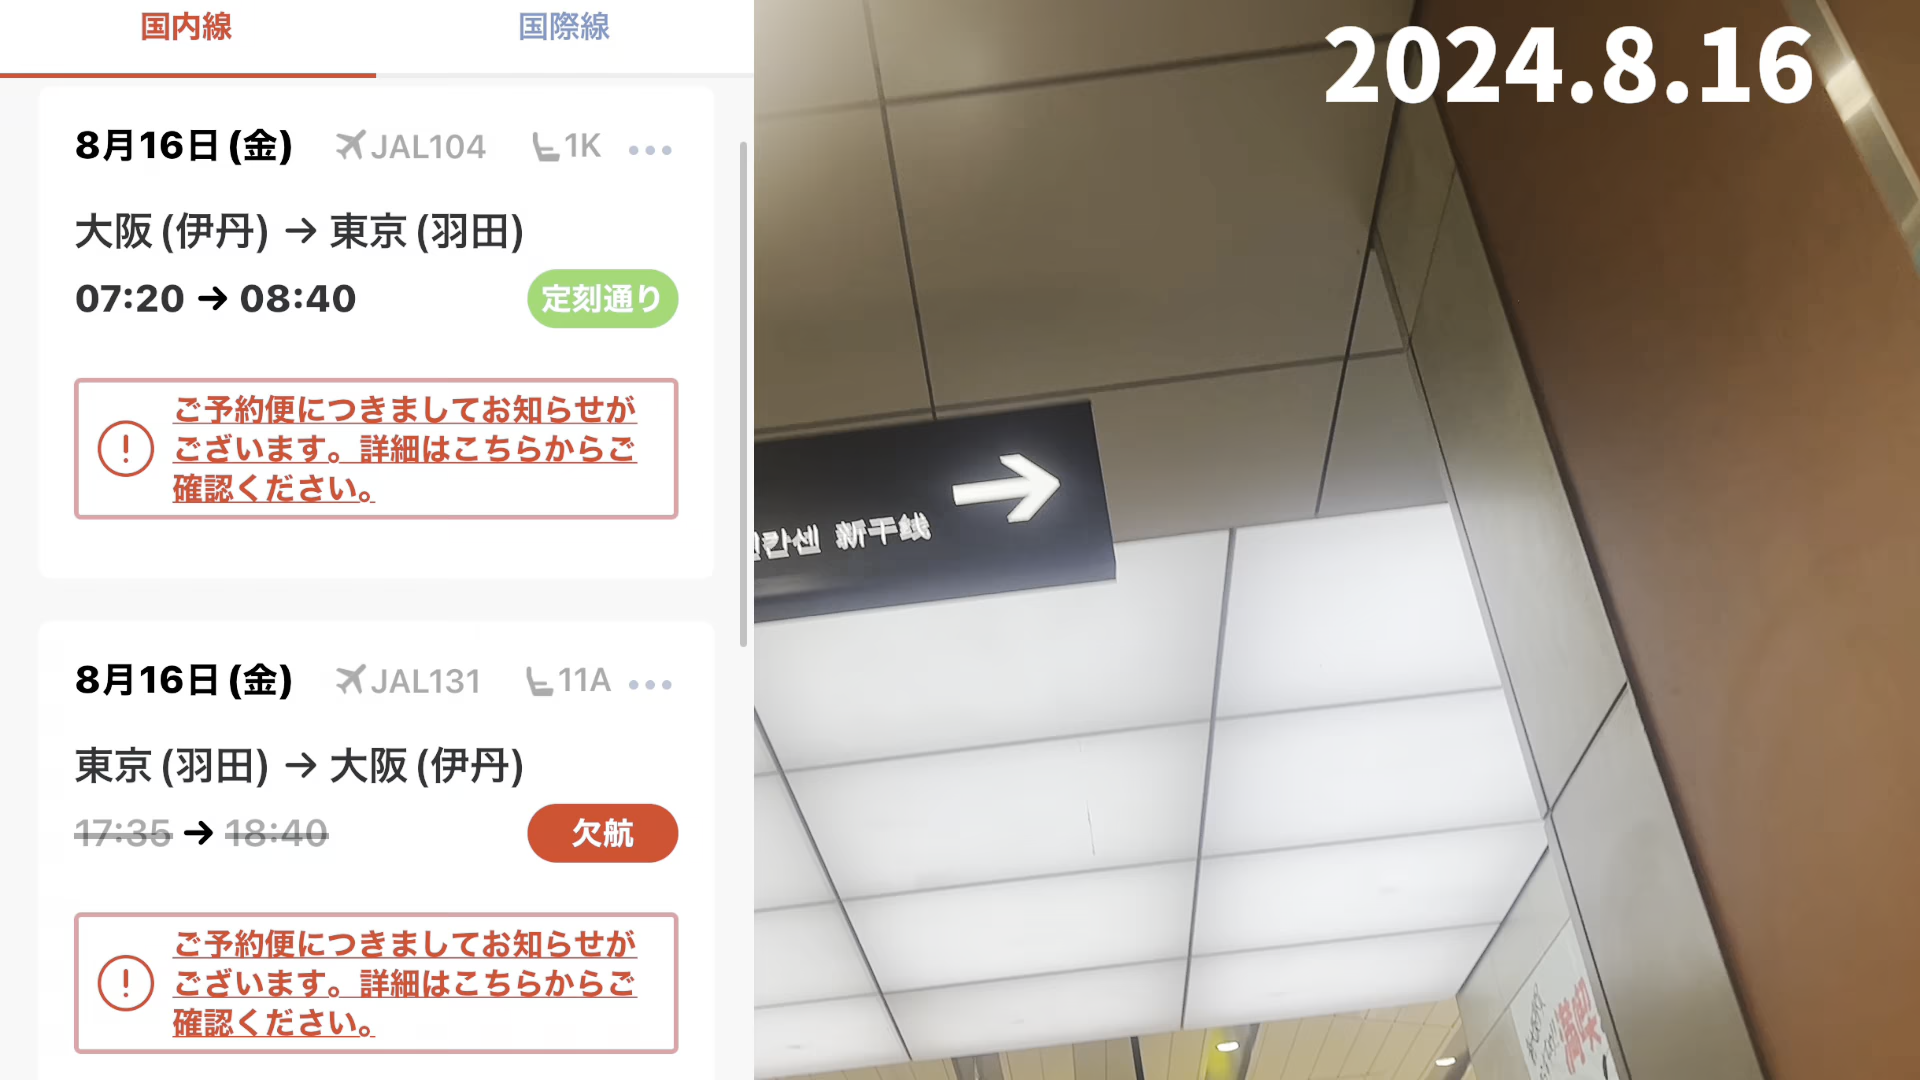 国内線
国際線
8月16日(金)
JAL104
1K
大阪(伊丹) → 東京(羽田)
07:20 → 08:40
定刻通り
ご予約便につきましてお知らせが
ございます。詳細はこちらからご
確認ください。
8月16日(金)
JAL131
11A
東京(羽田) → 大阪(伊丹)
17:35 → 18:40
欠航
ご予約便につきましてお知らせが
ございます。詳細はこちらからご
確認ください。
2024.8.16
칸센 新干线
→
満喫